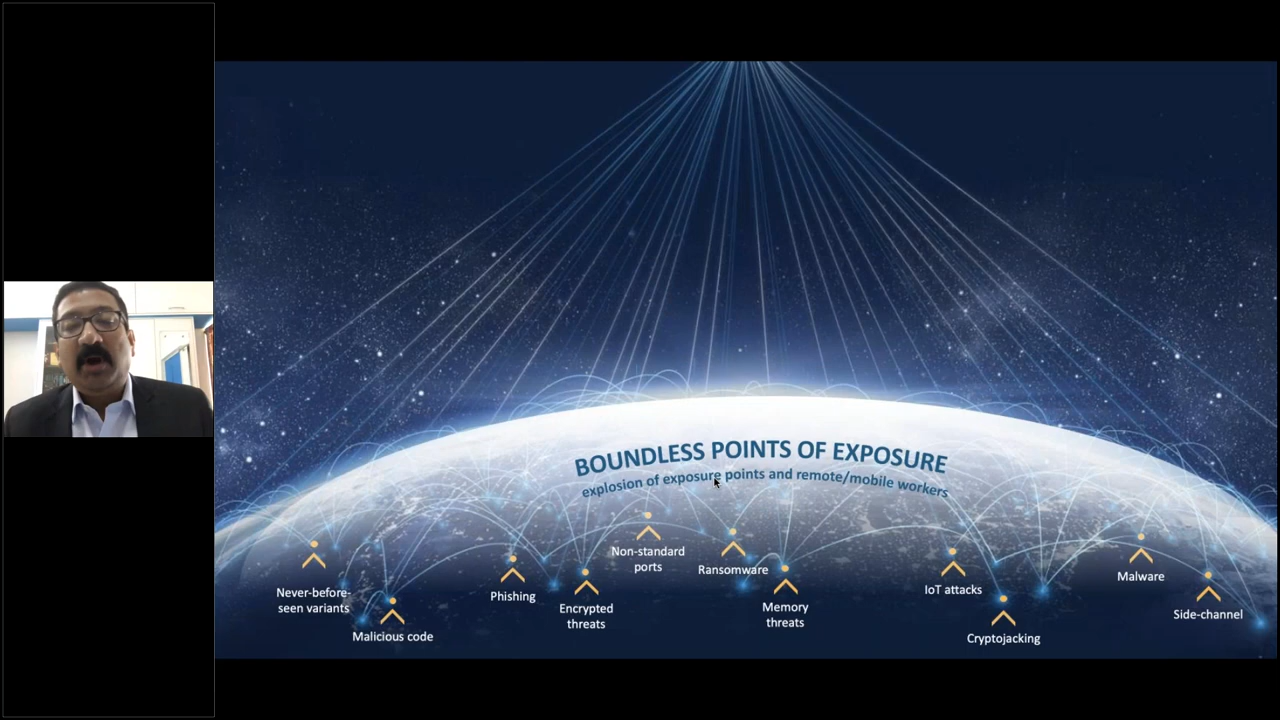 BOUNDLESS POINTS OF EXPOSURE
explosion of exposure points and remote/mobile workers
Never-before-
seen variants
Malicious code
Phishing
Encrypted
threats
Non-standard
ports
Ransomware
Memory
threats
IoT attacks
Cryptojacking
Malware
Side-channel